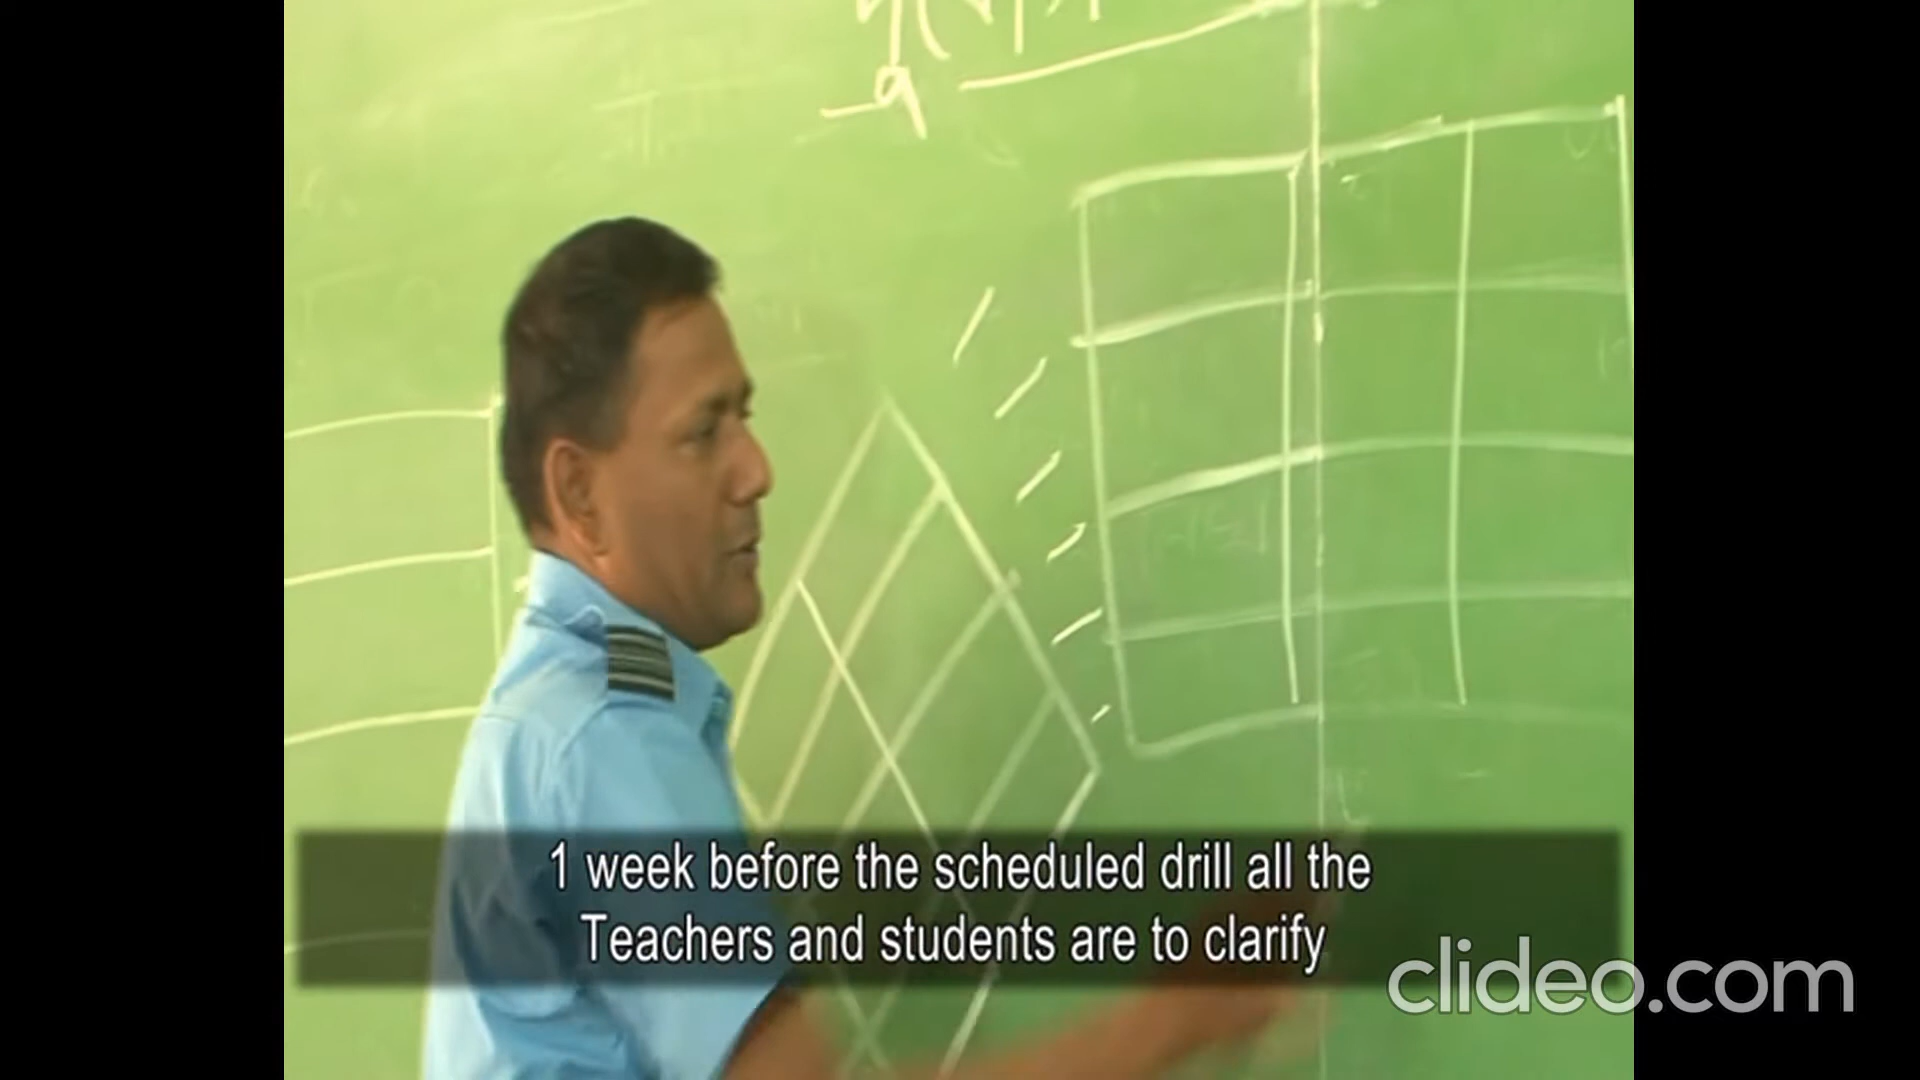 1 week before the scheduled drill all the
Teachers and students are to clarify
clideo.com